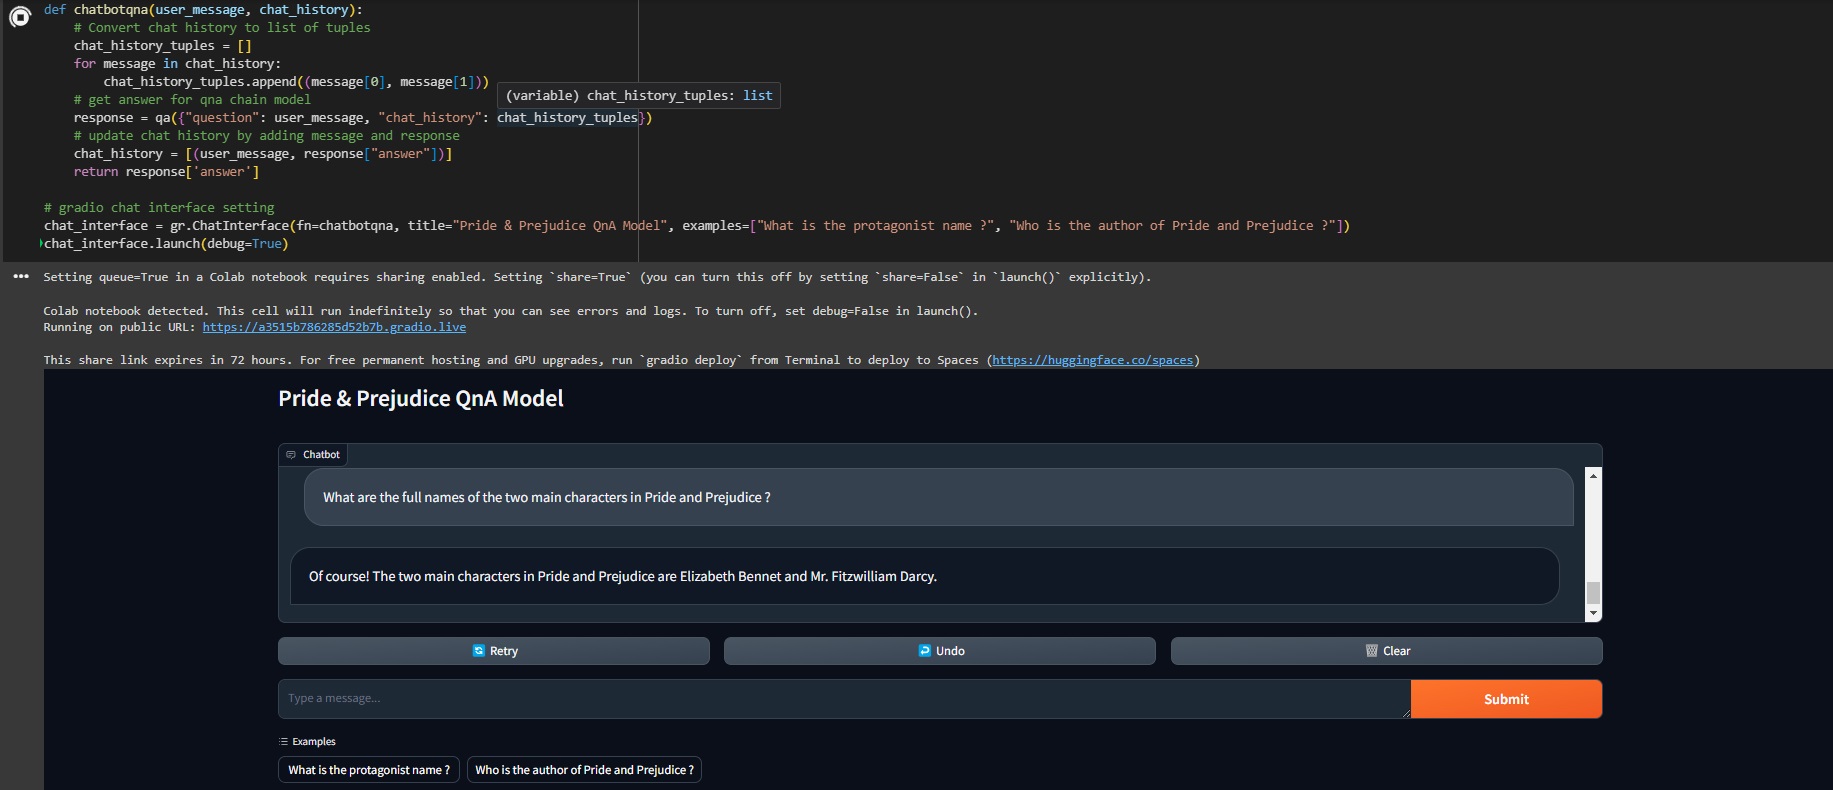 def chatbotqna(user_message, chat_history):
# Convert chat history to list of tuples
chat_history_tuples = []
for message in chat_history:
chat_history_tuples.append((message[0], message[1]))
# get answer for qna chain model
(variable) chat_history_tuples: list
response = qa({"question": user_message, "chat_history": chat_history_tuples})
# update chat history by adding message and response
chat_history = [(user_message, response["answer"])]
return response['answer']
# gradio chat interface setting
chat_interface = gr.ChatInterface(fn=chatbotqna, title="Pride & Prejudice QnA Model", examples=["What is the protagonist name ?", "Who is the author of Pride and Prejudice ?"])
chat_interface.launch(debug=True)
Setting queue=True in a Colab notebook requires sharing enabled. Setting `share=True` (you can turn this off by setting `share=False` in `launch()` explicitly).
Colab notebook detected. This cell will run indefinitely so that you can see errors and logs. To turn off, set debug=False in launch().
Running on public URL: https://a3515b786285d52b7b.gradio.live
This share link expires in 72 hours. For free permanent hosting and GPU upgrades, run `gradio deploy` from Terminal to deploy to Spaces (https://huggingface.co/spaces)
Pride & Prejudice QnA Model
Chatbot
What are the full names of the two main characters in Pride and Prejudice ?
Of course! The two main characters in Pride and Prejudice are Elizabeth Bennet and Mr. Fitzwilliam Darcy.
Retry
Undo
Clear
Type a message...
Submit
Examples
What is the protagonist name ?
Who is the author of Pride and Prejudice ?